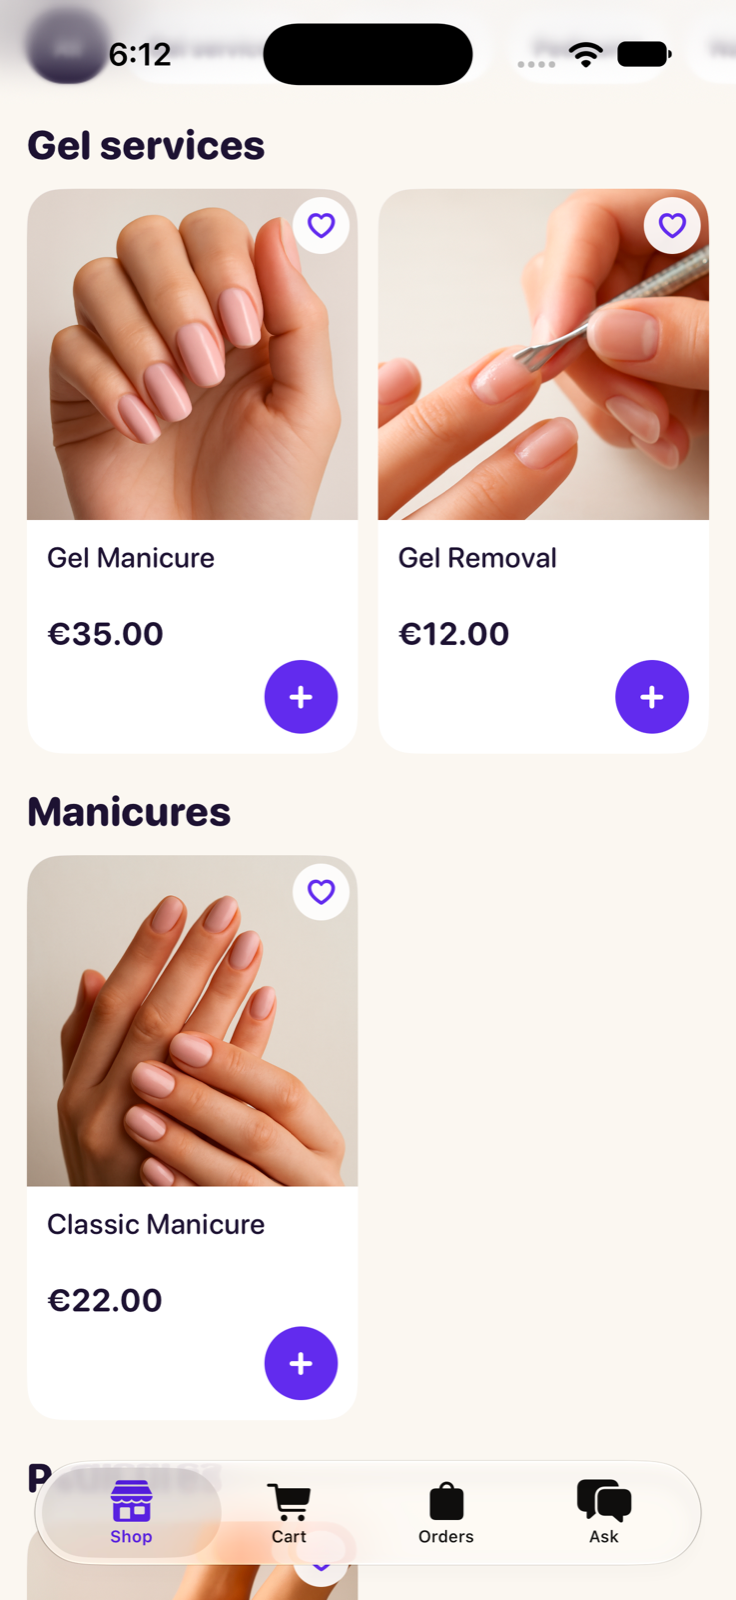 6:12
Gel services
Gel Manicure
€35.00
Gel Removal
€12.00
Manicures
Classic Manicure
€22.00
Shop
Cart
Orders
Ask